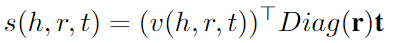 s(h, r, t) = (v(h, r, t))^⊤ Diag(𝐫)𝐭